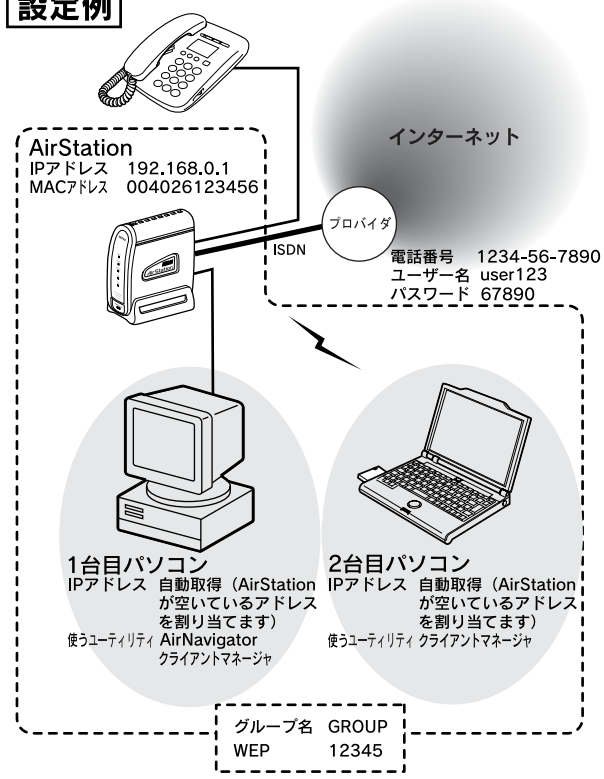 設定例
インターネット
AirStation
IPアドレス 192.168.0.1
MACアドレス 004026123456
プロバイダ
ISDN
電話番号 1234-56-7890
ユーザー名 user123
パスワード 67890
AirStation
1台目パソコン
IPアドレス 自動取得（AirStation
が空いているアドレス
を割り当てます）
使うユーティリティ AirNavigator
クライアントマネージャ
2台目パソコン
IPアドレス 自動取得（AirStation
が空いているアドレス
を割り当てます）
使うユーティリティ クライアントマネージャ
グループ名 GROUP
WEP 12345